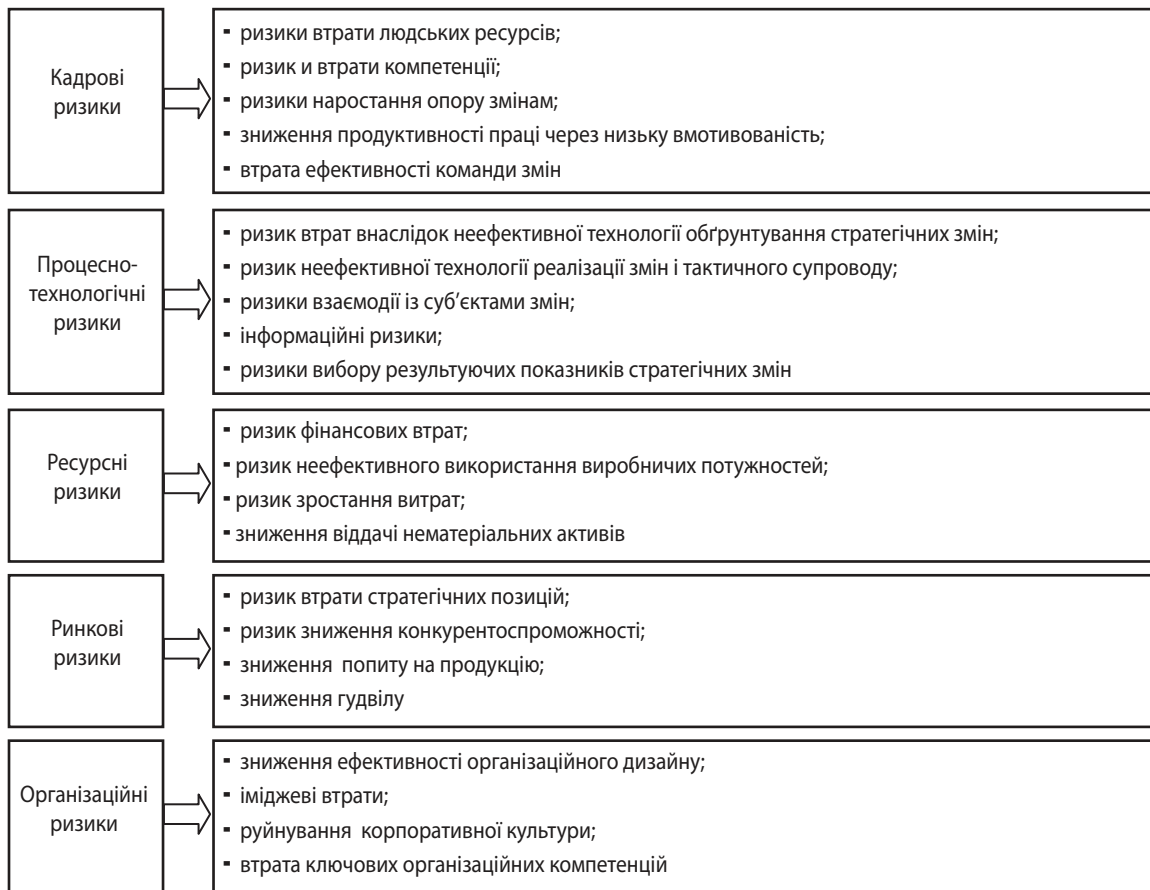 Кадрові
ризики
▪ ризики втрати людських ресурсів;
▪ ризик и втрати компетенції;
▪ ризики наростання опору змінам;
▪ зниження продуктивності праці через низьку вмотивованість;
▪ втрата ефективності команди змін
Процесно-
технологічні
ризики
▪ ризик втрат внаслідок неефективної технології обґрунтування стратегічних змін;
▪ ризик неефективної технології реалізації змін і тактичного супроводу;
▪ ризики взаємодії із суб’єктами змін;
▪ інформаційні ризики;
▪ ризики вибору результуючих показників стратегічних змін
Ресурсні
ризики
▪ ризик фінансових втрат;
▪ ризик неефективного використання виробничих потужностей;
▪ ризик зростання витрат;
▪ зниження віддачі нематеріальних активів
Ринкові
ризики
▪ ризик втрати стратегічних позицій;
▪ ризик зниження конкурентоспроможності;
▪ зниження попиту на продукцію;
▪ зниження гудвілу
Організаційні
ризики
▪ зниження ефективності організаційного дизайну;
▪ іміджеві втрати;
▪ руйнування корпоративної культури;
▪ втрата ключових організаційних компетенцій